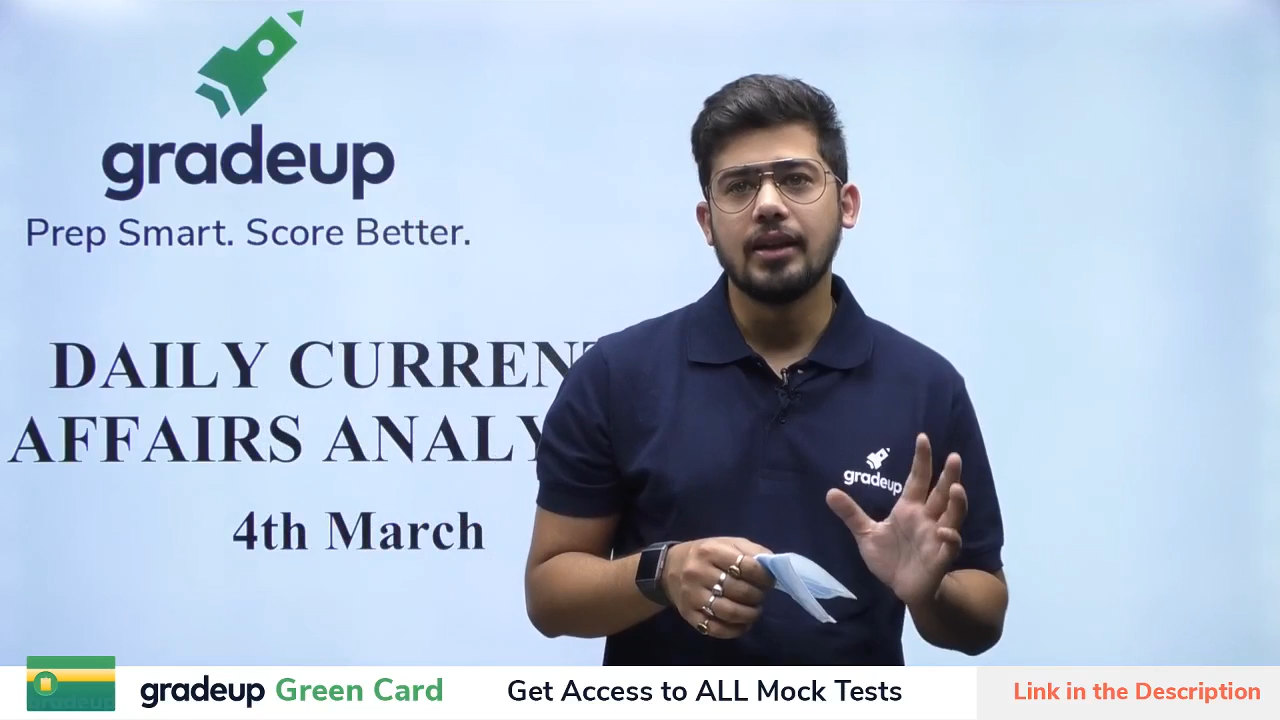 gradeup
Prep Smart. Score Better.
DAILY CURRENT
AFFAIRS ANALY
4th March
gradeup
gradeup Green Card
Get Access to ALL Mock Tests
Link in the Description